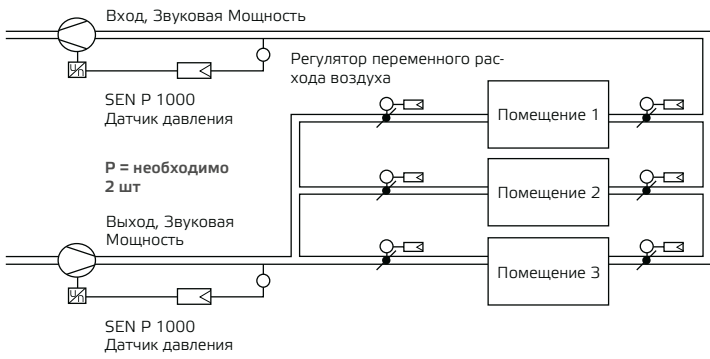 Вход, Звуковая Мощность
Регулятор переменного рас-
хода воздуха
U/n
SEN P 1000
Датчик давления
Помещение 1
P = необходимо
2 шт
Помещение 2
Выход, Звуковая
Мощность
Помещение 3
U/n
SEN P 1000
Датчик давления